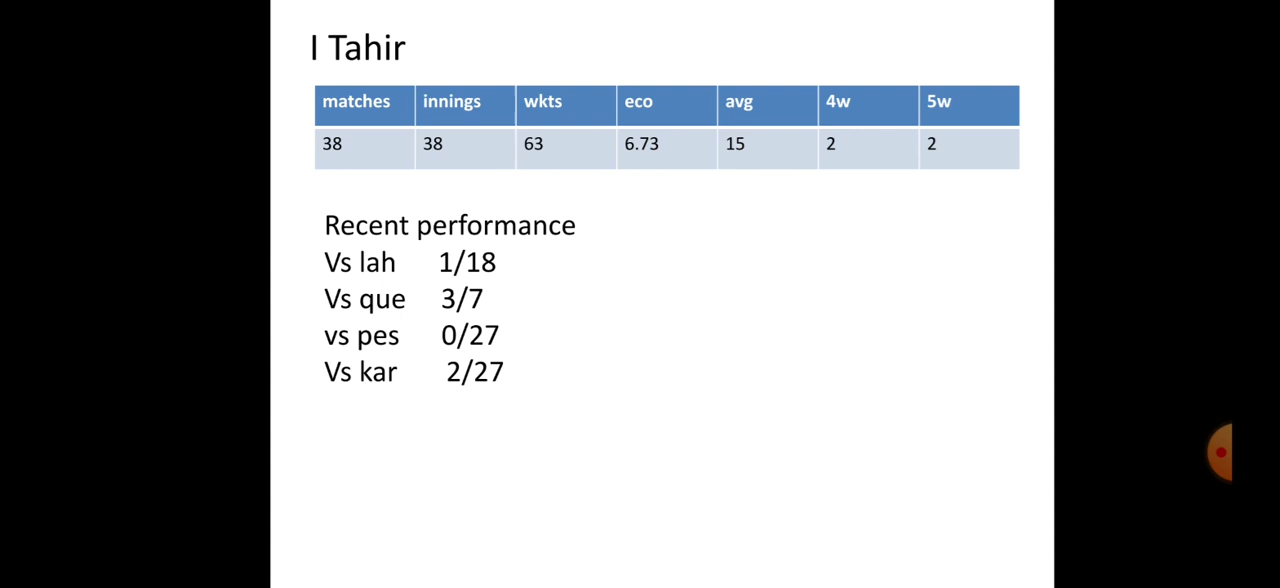 I Tahir
matches innings wkts eco avg 4w 5w
38 38 63 6.73 15 2 2
Recent performance
Vs lah 1/18
Vs que 3/7
vs pes 0/27
Vs kar 2/27